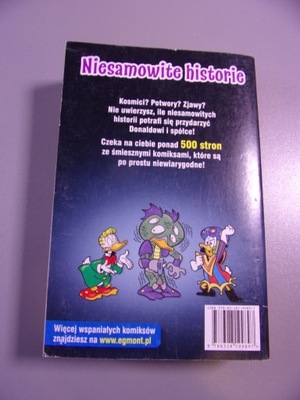 Niesamowite historie
Kosmici? Potwory? Zjawy?
Nie uwierzysz, ile niesamowitych
historii potrafi się przydarzyć
Donaldowi i spółce!
Czeka na ciebie ponad 500 stron
ze śmiesznymi komiksami, które są
po prostu niewiarygodne!
Więcej wspaniałych komiksów
znajdziesz na www.egmont.pl